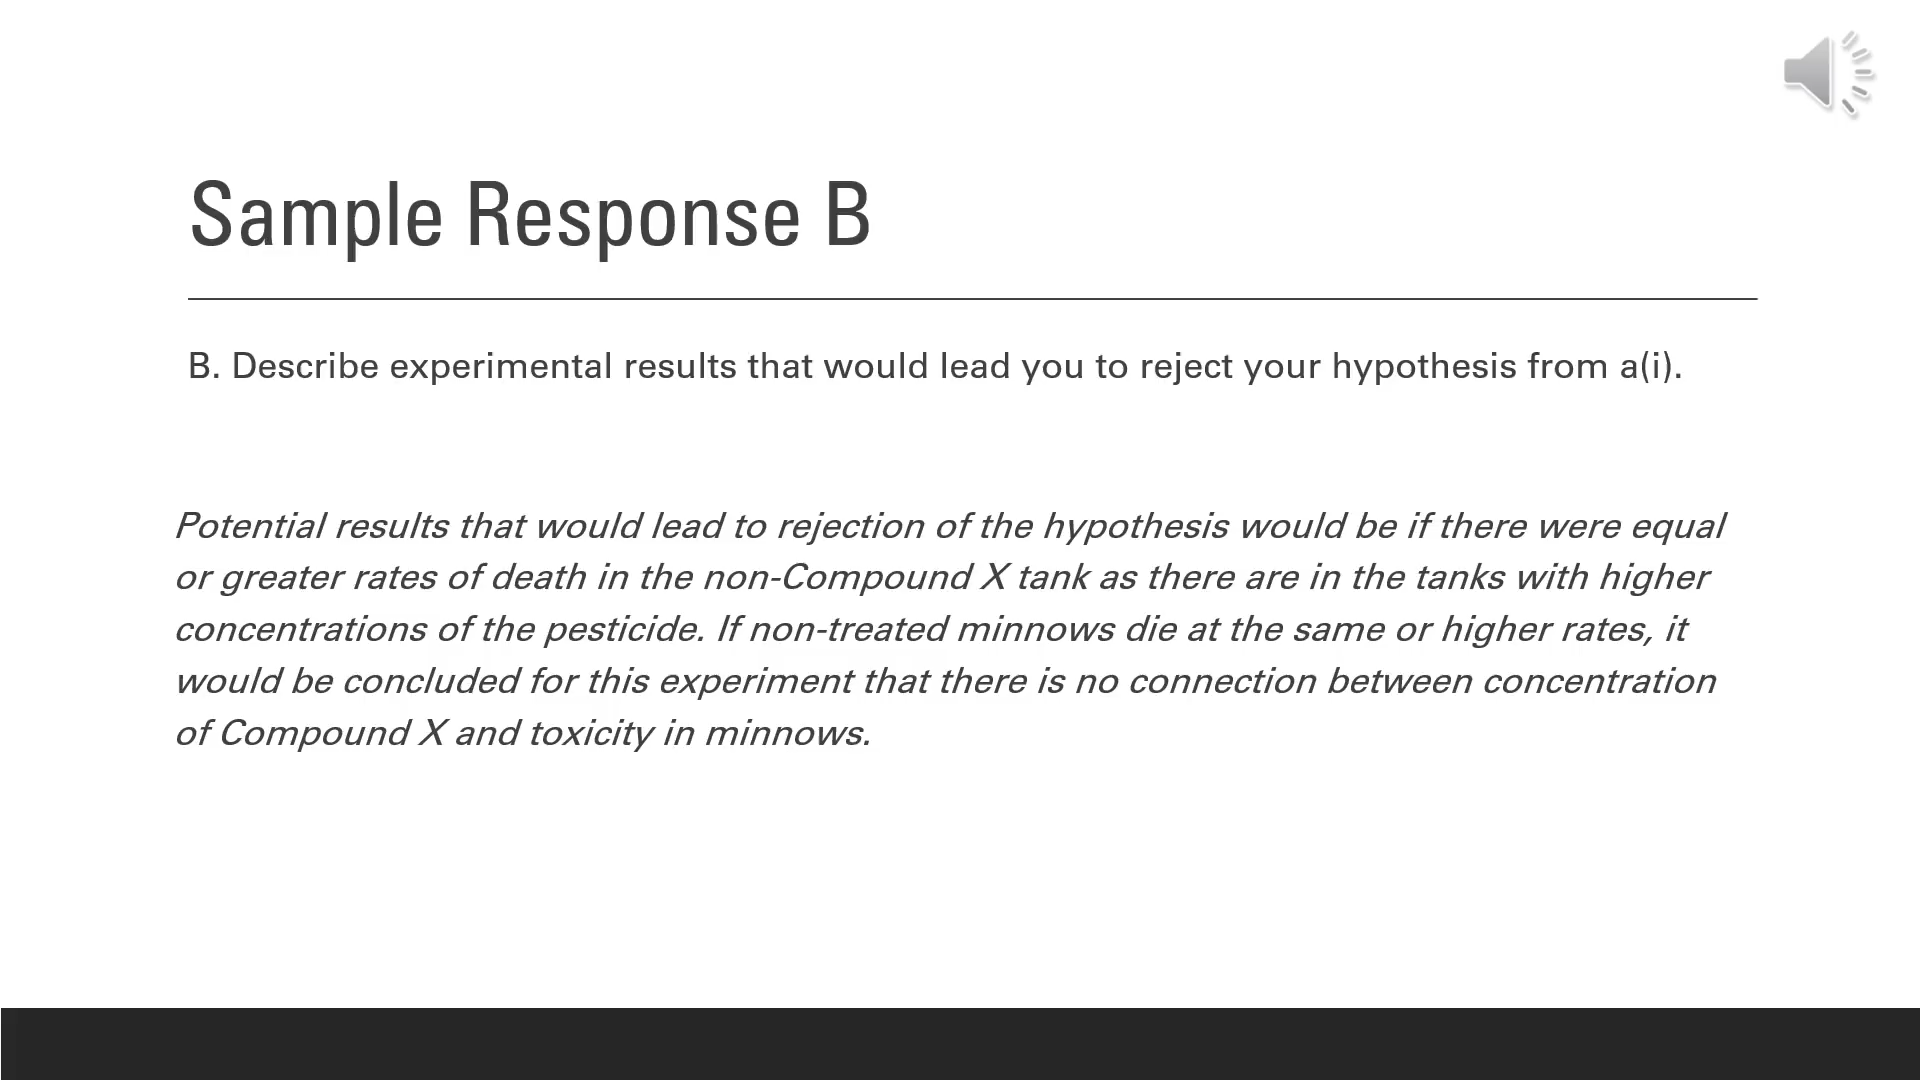 Sample Response B
B. Describe experimental results that would lead you to reject your hypothesis from a(i).
Potential results that would lead to rejection of the hypothesis would be if there were equal
or greater rates of death in the non-Compound X tank as there are in the tanks with higher
concentrations of the pesticide. If non-treated minnows die at the same or higher rates, it
would be concluded for this experiment that there is no connection between concentration
of Compound X and toxicity in minnows.